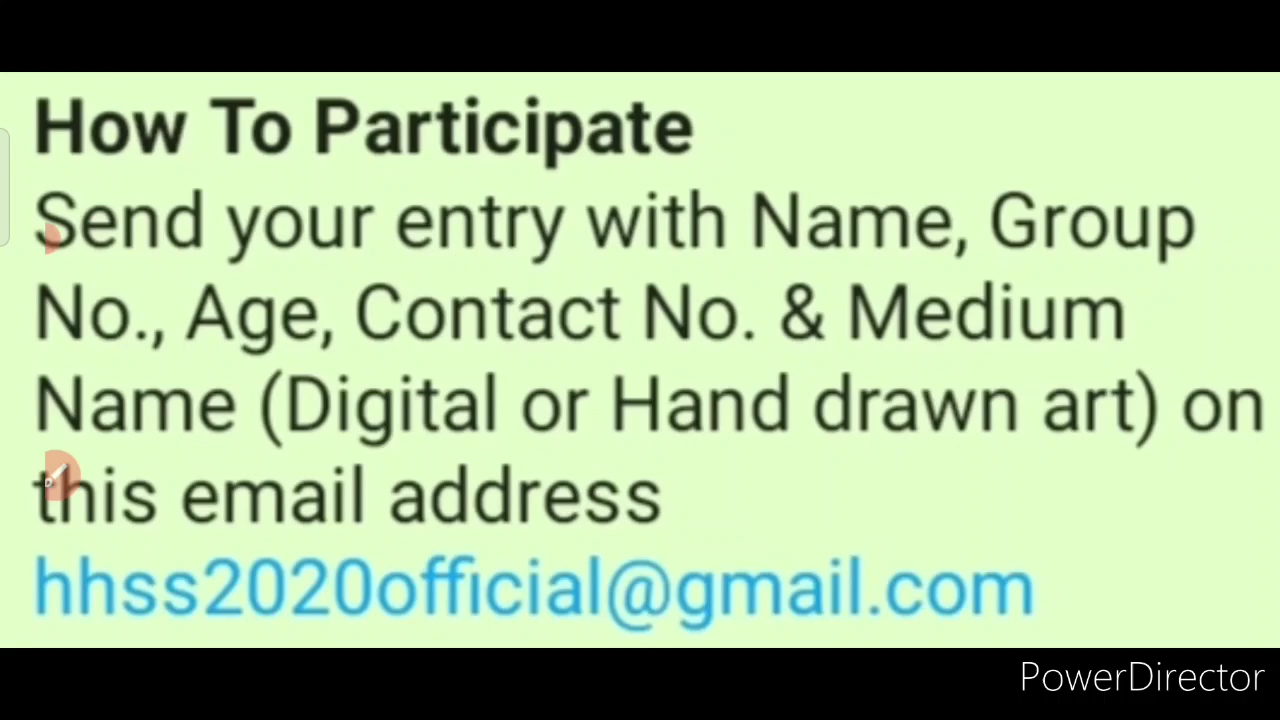 How To Participate
Send your entry with Name, Group
No., Age, Contact No. & Medium
Name (Digital or Hand drawn art) on
this email address
hhss2020official@gmail.com
PowerDirector